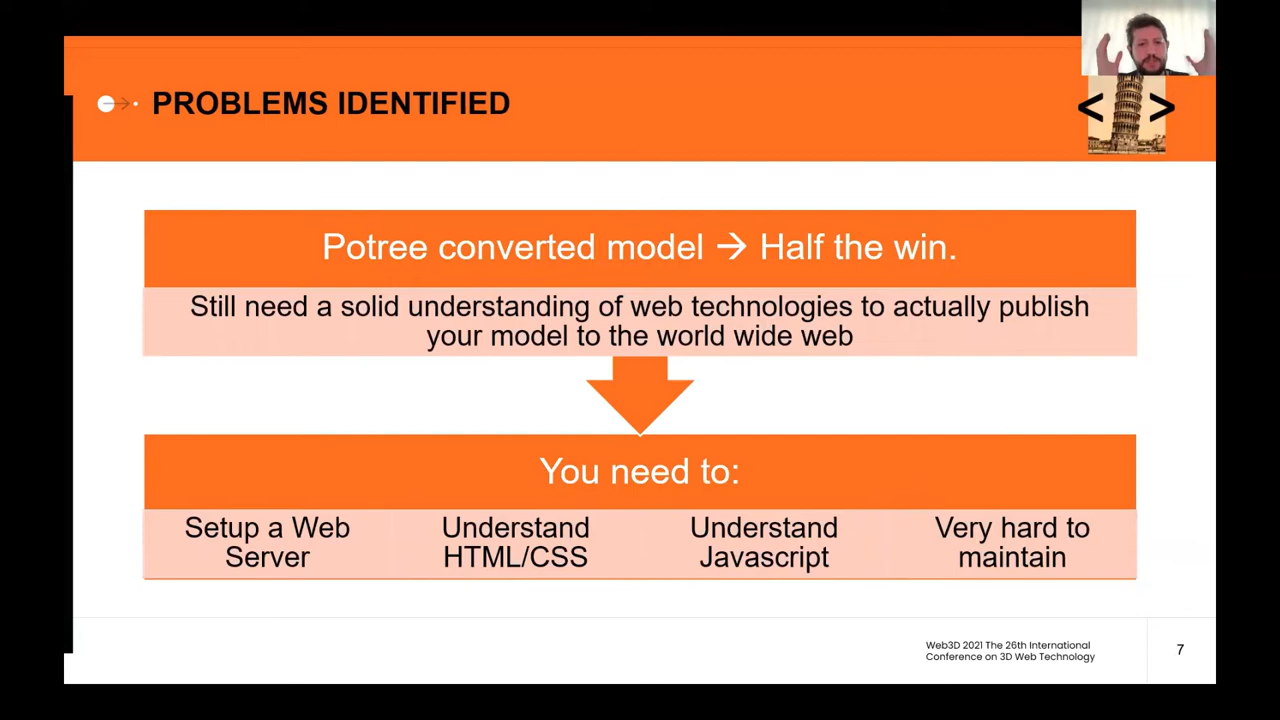 PROBLEMS IDENTIFIED
< >
Potree converted model → Half the win.
Still need a solid understanding of web technologies to actually publish
your model to the world wide web
You need to:
Setup a Web
Server
Understand
HTML/CSS
Understand
Javascript
Very hard to
maintain
Web3D 2021 The 26th International
Conference on 3D Web Technology
7